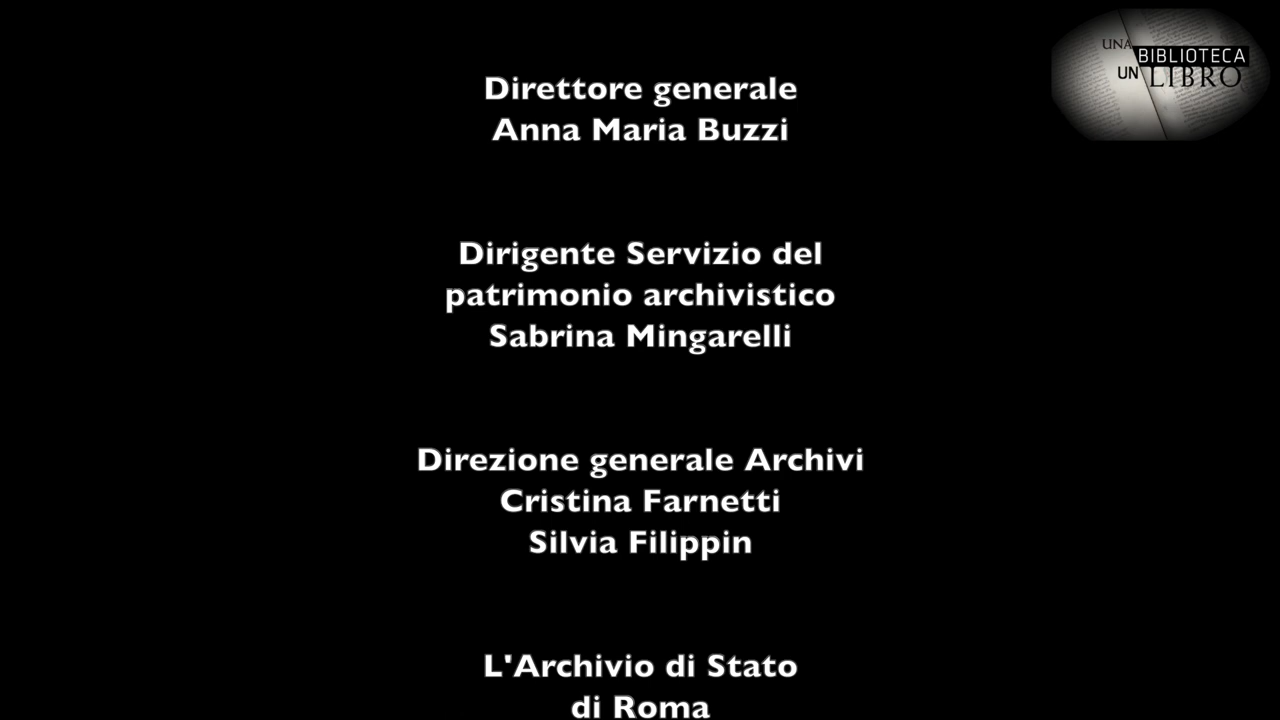 UNA
BIBLIOTECA
UN LIBRO
Direttore generale
Anna Maria Buzzi
Dirigente Servizio del
patrimonio archivistico
Sabrina Mingarelli
Direzione generale Archivi
Cristina Farnetti
Silvia Filippin
L'Archivio di Stato
di Roma